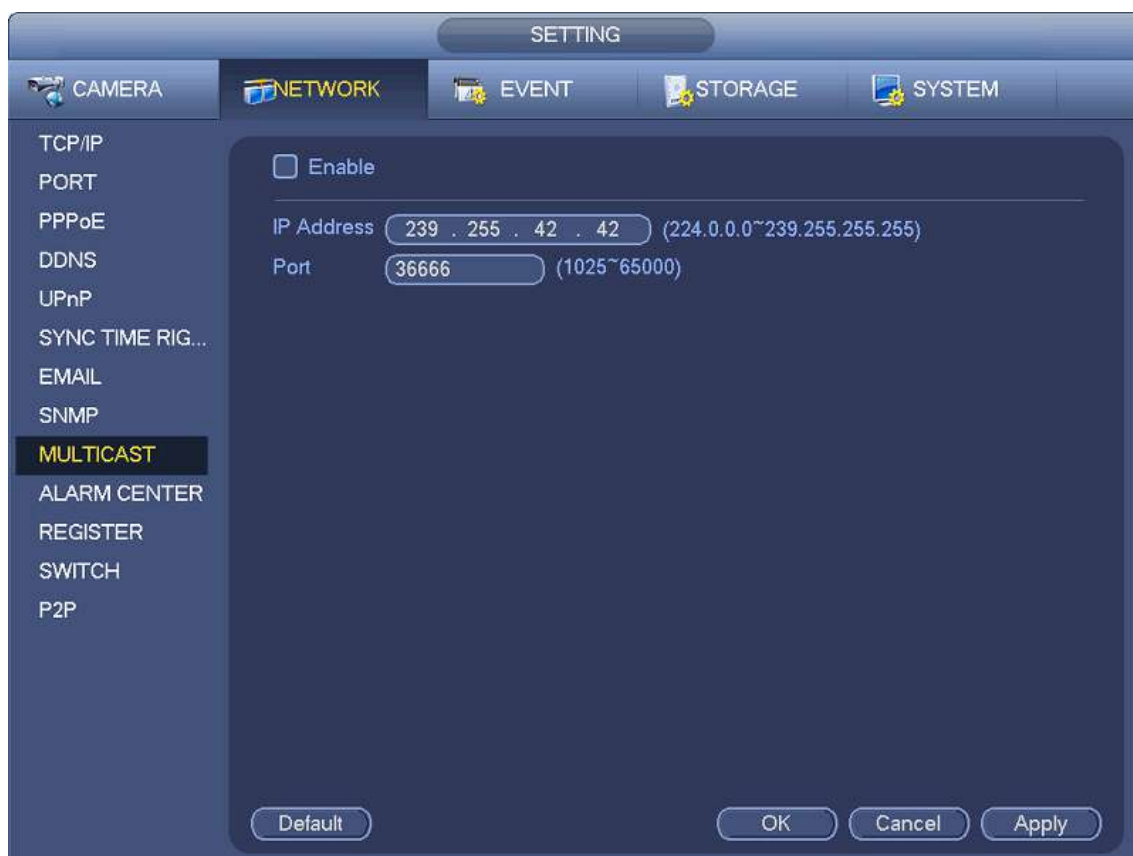 SETTING
CAMERA NETWORK EVENT STORAGE SYSTEM
TCP/IP
PORT
PPPoE
DDNS
UPnP
SYNC TIME RIG...
EMAIL
SNMP
MULTICAST
ALARM CENTER
REGISTER
SWITCH
P2P
Enable
IP Address 239 . 255 . 42 . 42 (224.0.0.0~239.255.255.255)
Port 36666 (1025~65000)
Default OK Cancel Apply